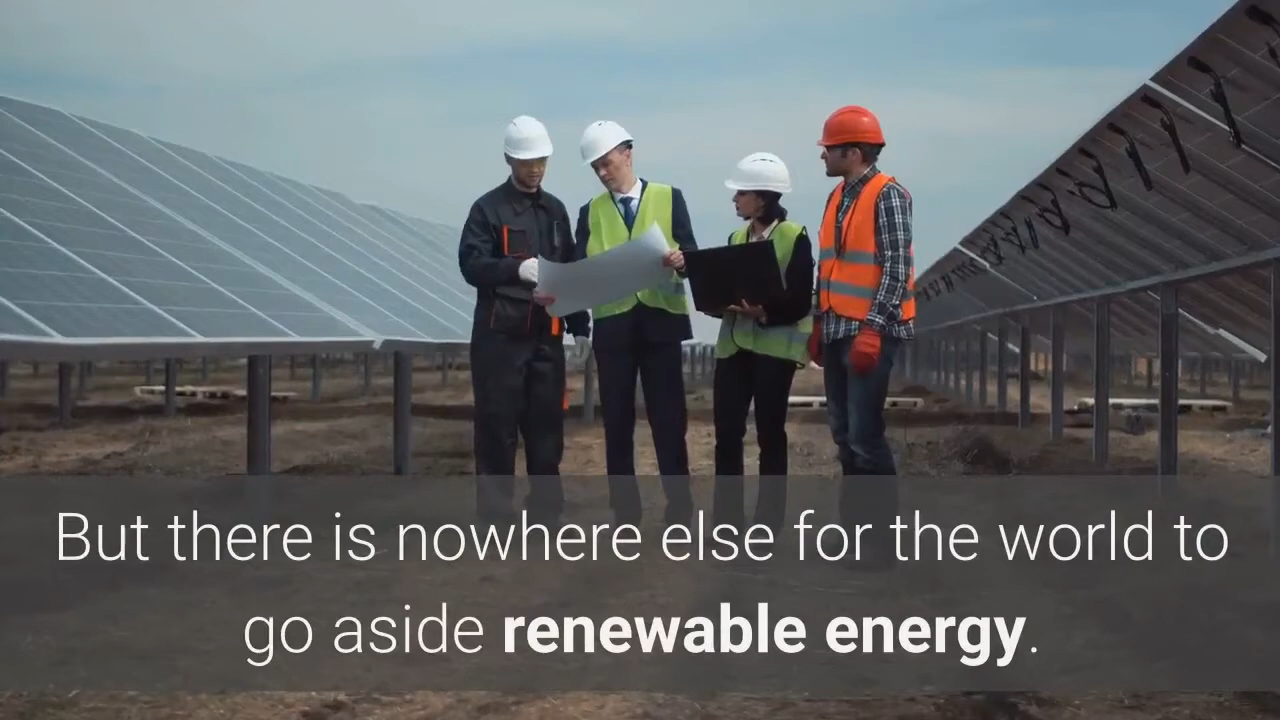 But there is nowhere else for the world to
go aside renewable energy.